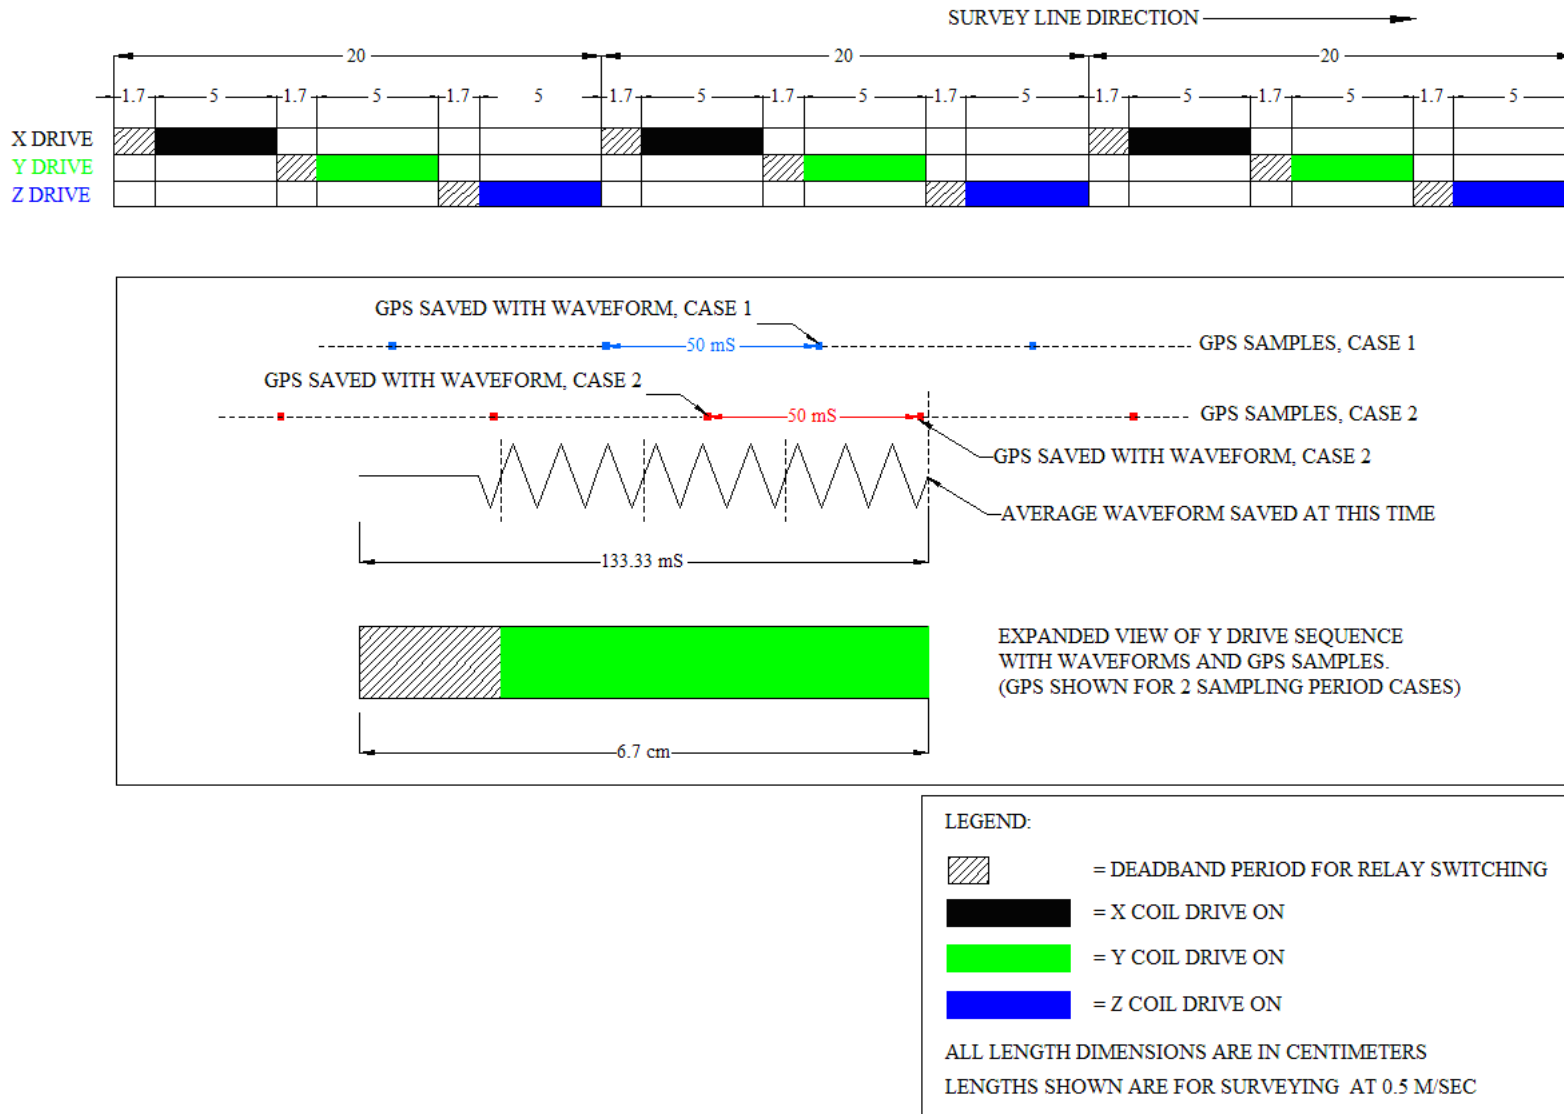 SURVEY LINE DIRECTION
20 20 20
1.7 5 1.7 5 1.7 5 1.7 5 1.7 5 1.7 5 1.7 5 1.7 5 1.7 5
X DRIVE
Y DRIVE
Z DRIVE
GPS SAVED WITH WAVEFORM, CASE 1
50 mS GPS SAMPLES, CASE 1
GPS SAVED WITH WAVEFORM, CASE 2
50 mS GPS SAMPLES, CASE 2
GPS SAVED WITH WAVEFORM, CASE 2
AVERAGE WAVEFORM SAVED AT THIS TIME
133.33 mS
EXPANDED VIEW OF Y DRIVE SEQUENCE
WITH WAVEFORMS AND GPS SAMPLES.
(GPS SHOWN FOR 2 SAMPLING PERIOD CASES)
6.7 cm
LEGEND:
= DEADBAND PERIOD FOR RELAY SWITCHING
= X COIL DRIVE ON
= Y COIL DRIVE ON
= Z COIL DRIVE ON
ALL LENGTH DIMENSIONS ARE IN CENTIMETERS
LENGTHS SHOWN ARE FOR SURVEYING AT 0.5 M/SEC